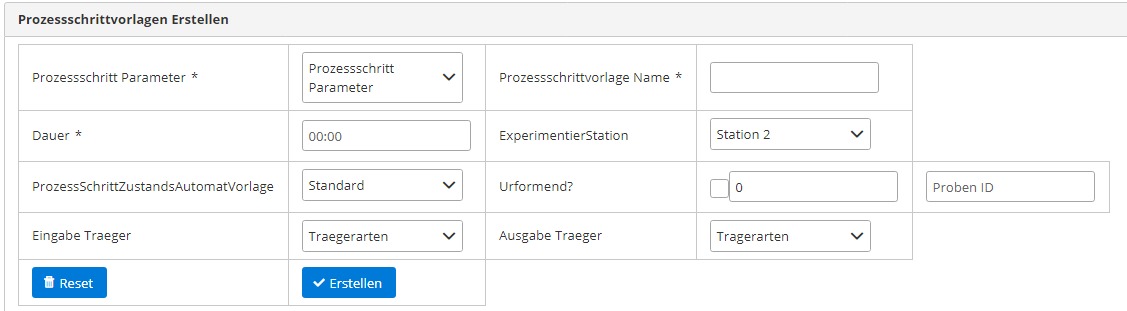 Prozessschrittvorlagen Erstellen
Prozessschritt Parameter *
Prozessschritt
Parameter
Prozessschrittvorlage Name *
Dauer *
00:00
ExperimentierStation
Station 2
ProzessSchrittZustandsAutomatVorlage
Standard
Urformend?
0
Proben ID
Eingabe Traeger
Traegerarten
Ausgabe Traeger
Tragerarten
Reset
Erstellen